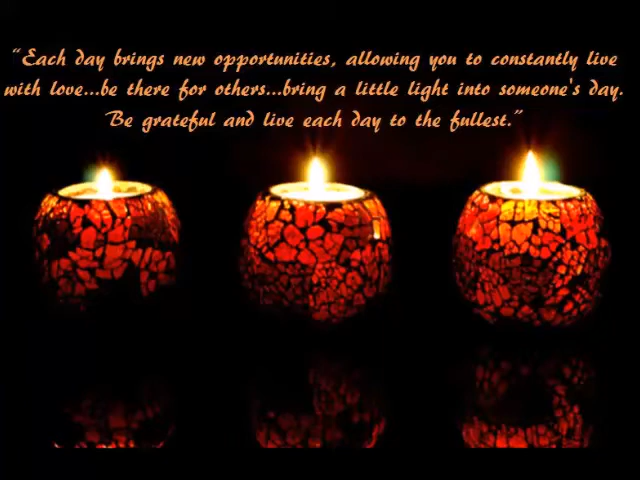 “Each day brings new opportunities, allowing you to constantly live
with love...be there for others...bring a little light into someone's day.
Be grateful and live each day to the fullest.”